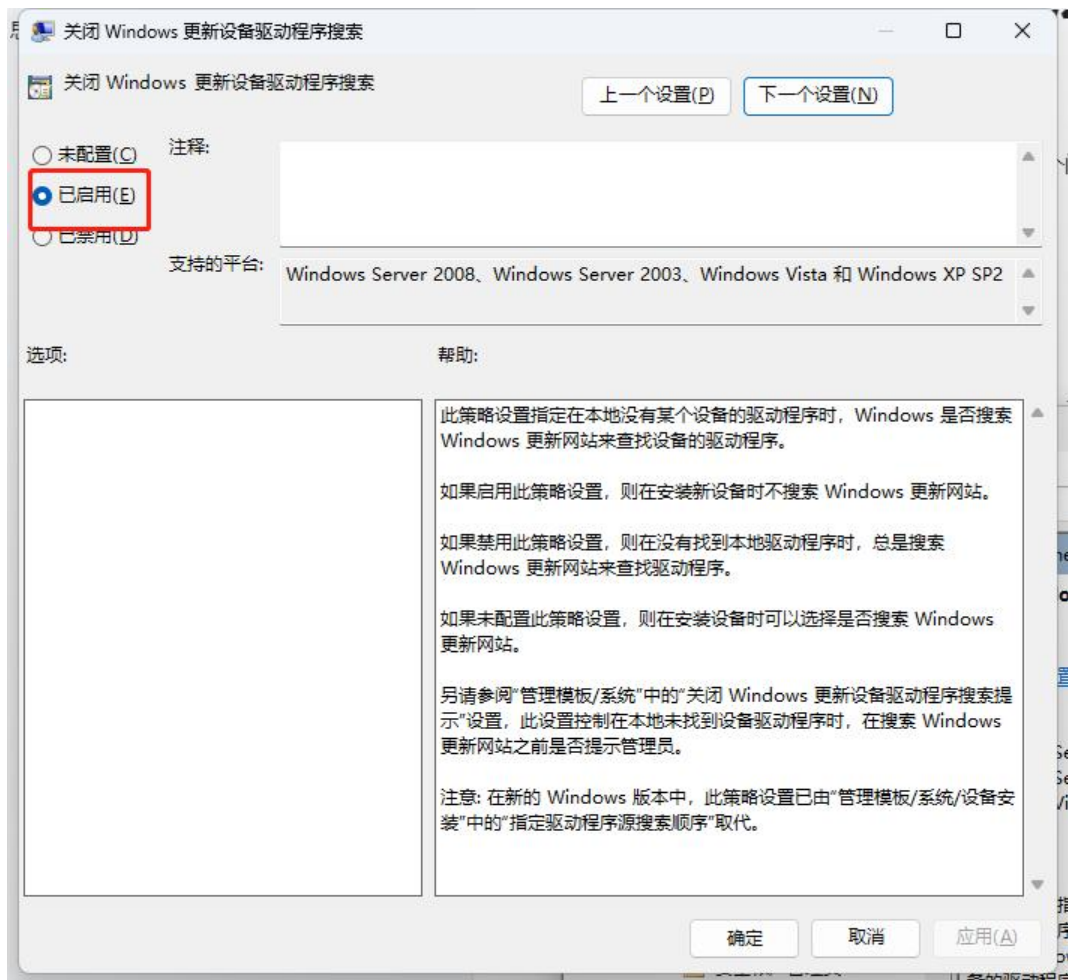 关闭 Windows 更新设备驱动程序搜索
关闭 Windows 更新设备驱动程序搜索
上一个设置(P)
下一个设置(N)
未配置(C)
注释:
已启用(E)
已禁用(D)
支持的平台:
Windows Server 2008、Windows Server 2003、Windows Vista 和 Windows XP SP2
选项:
帮助:
此策略设置指定在本地没有某个设备的驱动程序时，Windows 是否搜索
Windows 更新网站来查找设备的驱动程序。
如果启用此策略设置，则在安装新设备时不搜索 Windows 更新网站。
如果禁用此策略设置，则在没有找到本地驱动程序时，总是搜索
Windows 更新网站来查找驱动程序。
如果未配置此策略设置，则在安装设备时可以选择是否搜索 Windows
更新网站。
另请参阅“管理模板/系统”中的“关闭 Windows 更新设备驱动程序搜索提
示”设置，此设置控制在本地未找到设备驱动程序时，在搜索 Windows
更新网站之前是否提示管理员。
注意: 在新的 Windows 版本中，此策略设置已由“管理模板/系统/设备安
装”中的“指定驱动程序源搜索顺序”取代。
确定
取消
应用(A)